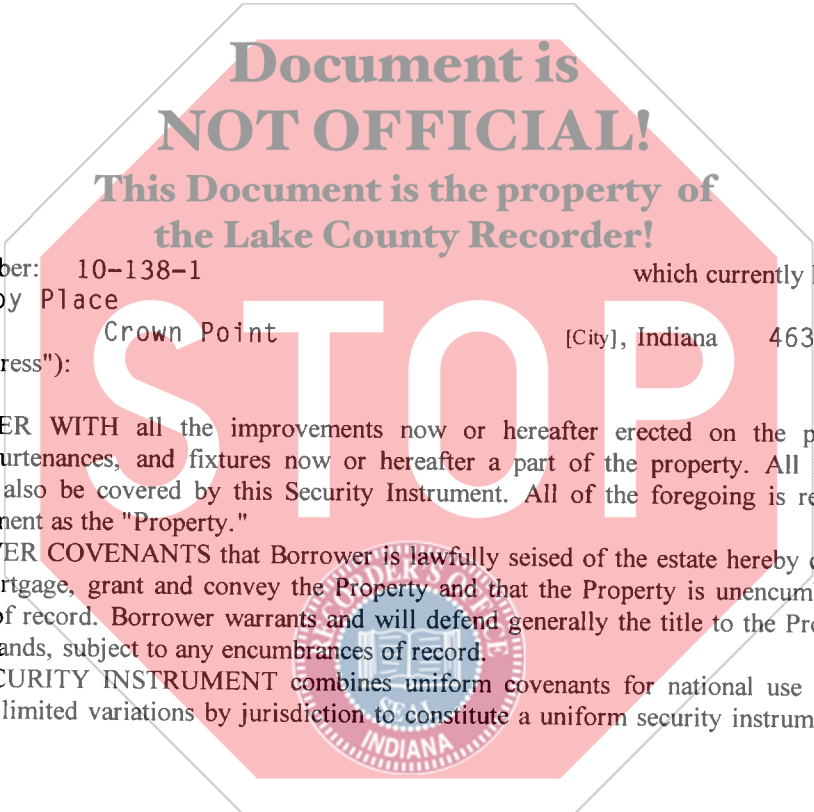 Document is
NOT OFFICIAL!
This Document is the property of
the Lake County Recorder!
ber: 10-138-1 which currently
by Place
Crown Point [City], Indiana 463
ress"):
STOP
ER WITH all the improvements now or hereafter erected on the p
urtenances, and fixtures now or hereafter a part of the property. All
also be covered by this Security Instrument. All of the foregoing is re
ment as the "Property."
ER COVENANTS that Borrower is lawfully seised of the estate hereby
rtgage, grant and convey the Property and that the Property is unencum
of record. Borrower warrants and will defend generally the title to the Pro
ands, subject to any encumbrances of record.
CURITY INSTRUMENT combines uniform covenants for national use
limited variations by jurisdiction to constitute a uniform security instrum
RECORDER'S OFFICE
SEAL
INDIANA